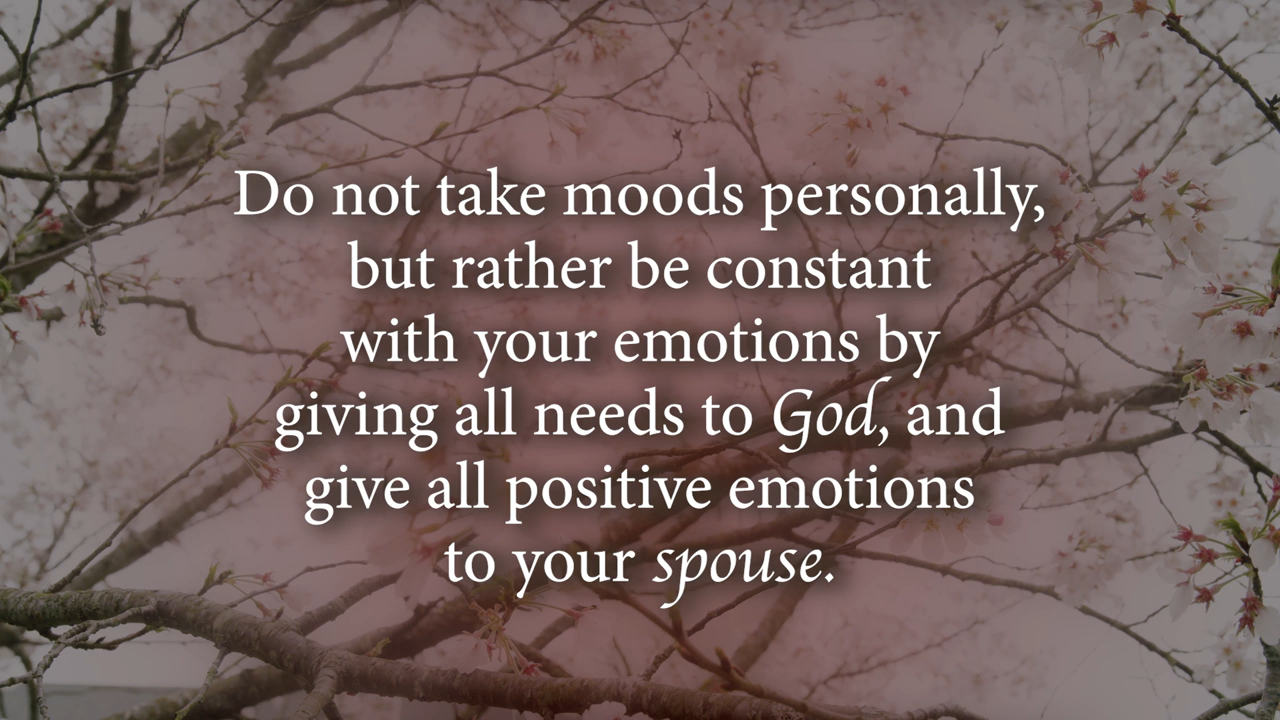 Do not take moods personally,
but rather be constant
with your emotions by
giving all needs to God, and
give all positive emotions
to your spouse.